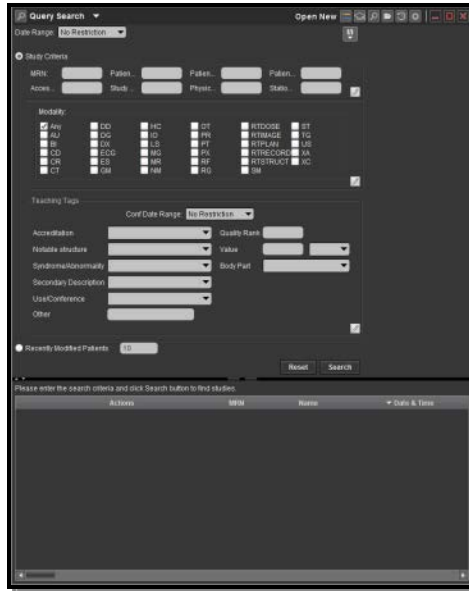 Query Search Open New
Date Range: No Restriction
Study Criteria
MRN: Patien... Patien... Patien...
Acces... Study ... Physic... Statio...
Modality:
Any DD HC OT RTDOSE ST
AU DG IO PR RTIMAGE TG
BI DX LS PT RTPLAN US
CD ECG MG PX RTRECORD XA
CR ES MR RF RTSTRUCT XC
CT GM NM RG SM
Teaching Tags
Conf Date Range: No Restriction
Accreditation Quality Rank
Notable structure Value
Syndrome/Abnormality Body Part
Secondary Description
Use/Conference
Other
Recently Modified Patients 10
Reset Search
Please enter the search criteria and click Search button to find studies.
Actions MRN Name Date & Time